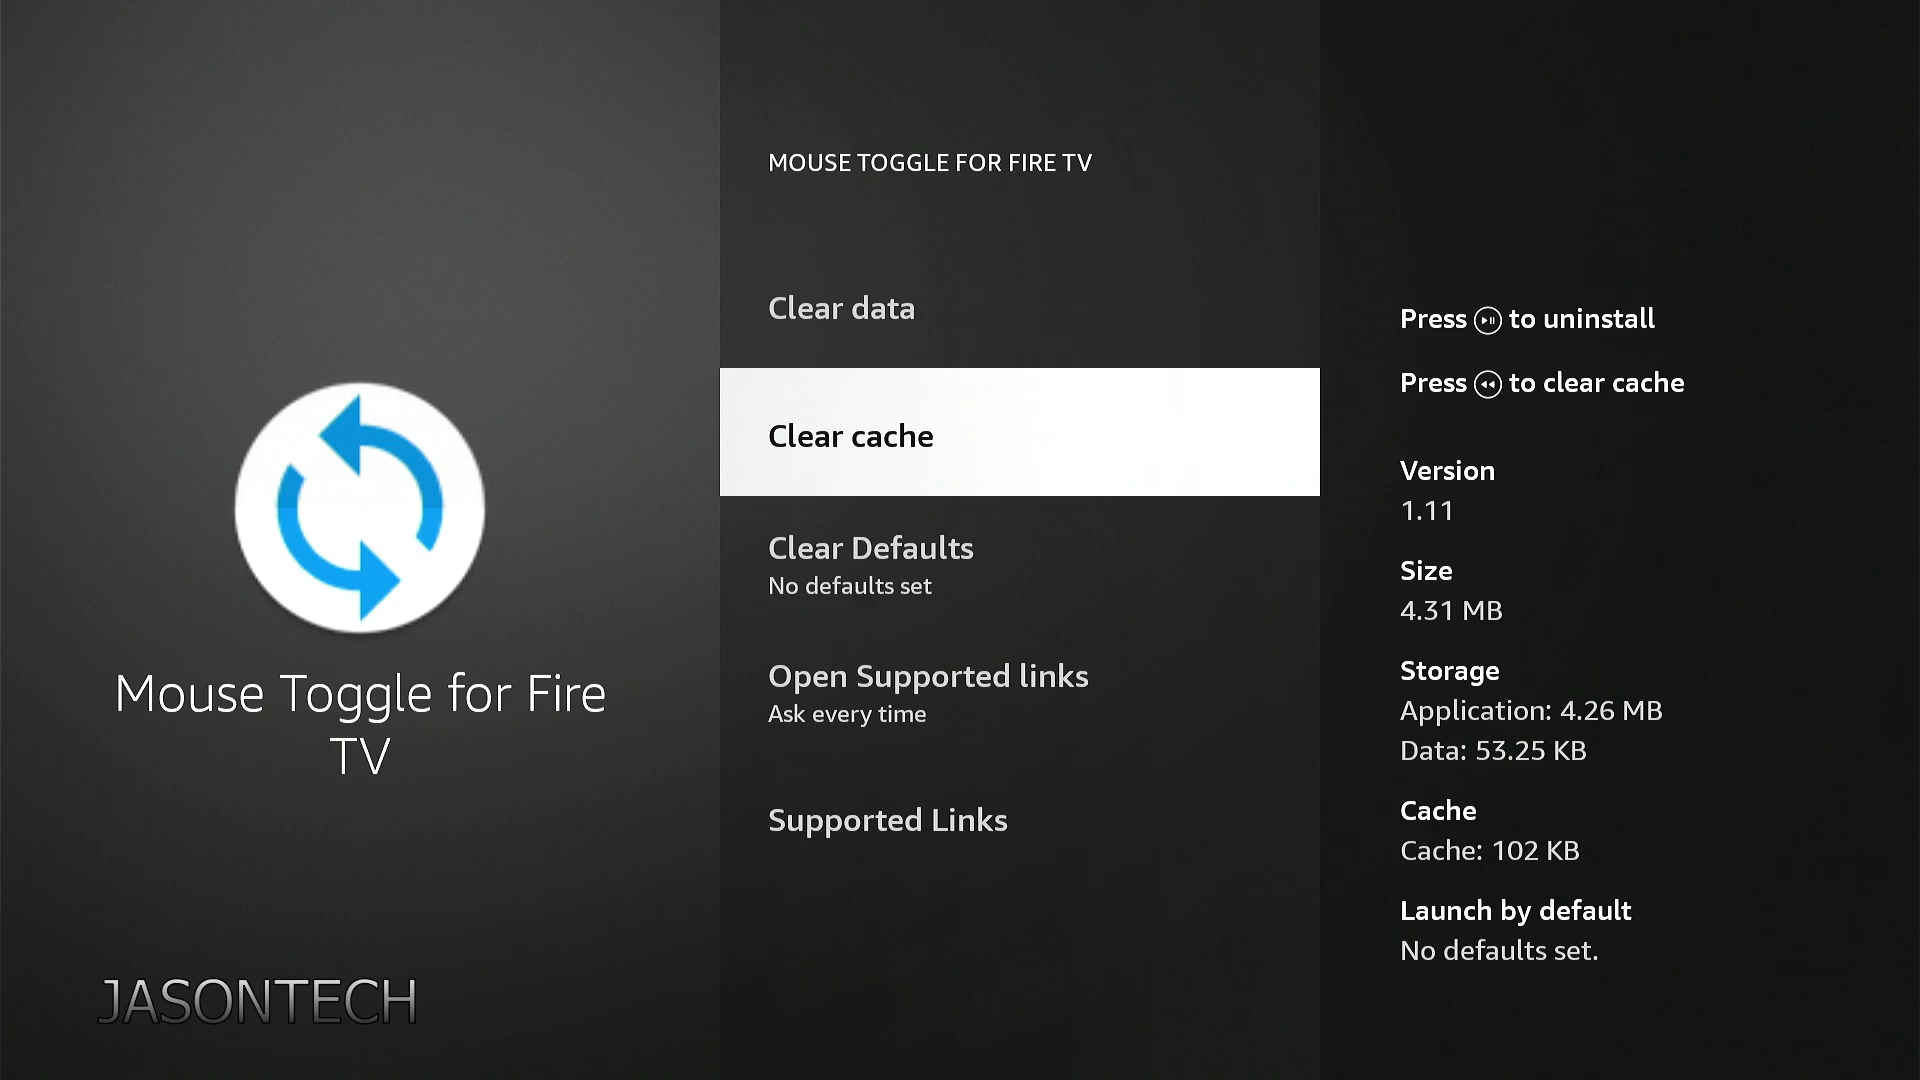 MOUSE TOGGLE FOR FIRE TV
Clear data
Clear cache
Clear Defaults
No defaults set
Open Supported links
Ask every time
Supported Links
Mouse Toggle for Fire
TV
JASONTECH
Press to uninstall
Press to clear cache
Version
1.11
Size
4.31 MB
Storage
Application: 4.26 MB
Data: 53.25 KB
Cache
Cache: 102 KB
Launch by default
No defaults set.